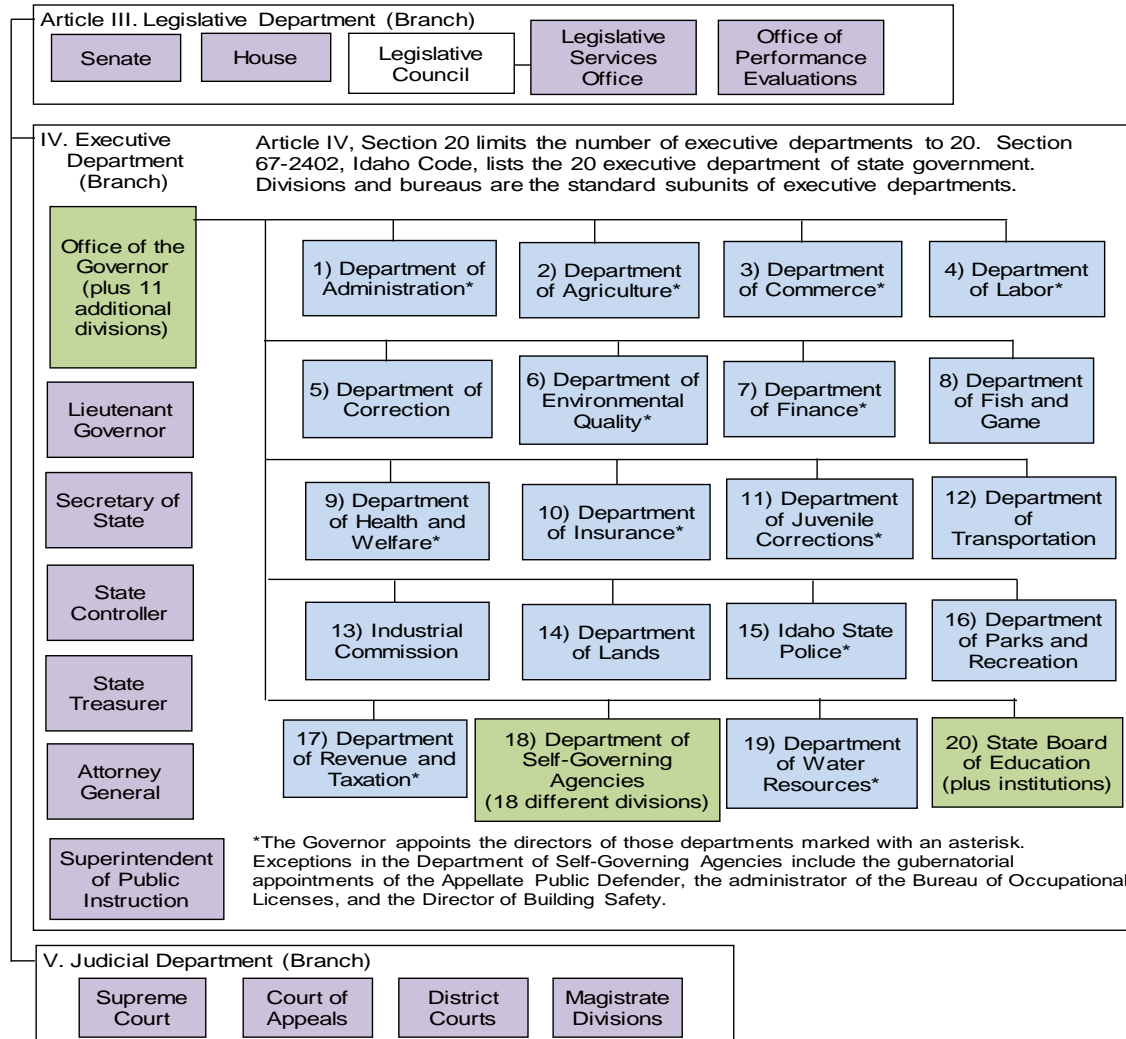 Article III. Legislative Department (Branch)
Senate
House
Legislative
Council
Legislative
Services
Office
Office of
Performance
Evaluations
IV. Executive
Department
(Branch)
Article IV, Section 20 limits the number of executive departments to 20. Section
67-2402, Idaho Code, lists the 20 executive department of state government.
Divisions and bureaus are the standard subunits of executive departments.
Office of the
Governor
(plus 11
additional
divisions)
Lieutenant
Governor
Secretary of
State
State
Controller
State
Treasurer
Attorney
General
Superintendent
of Public
Instruction
1) Department of
Administration*
2) Department
of Agriculture*
3) Department
of Commerce*
4) Department
of Labor*
5) Department of
Correction
6) Department of
Environmental
Quality*
7) Department
of Finance*
8) Department
of Fish and
Game
9) Department
of Health and
Welfare*
10) Department
of Insurance*
11) Department
of Juvenile
Corrections*
12) Department
of
Transportation
13) Industrial
Commission
14) Department
of Lands
15) Idaho State
Police*
16) Department
of Parks and
Recreation
17) Department
of Revenue and
Taxation*
18) Department of
Self-Governing
Agencies
(18 different divisions)
19) Department
of Water
Resources*
20) State Board
of Education
(plus institutions)
*The Governor appoints the directors of those departments marked with an asterisk.
Exceptions in the Department of Self-Governing Agencies include the gubernatorial
appointments of the Appellate Public Defender, the administrator of the Bureau of Occupational
Licenses, and the Director of Building Safety.
V. Judicial Department (Branch)
Supreme
Court
Court of
Appeals
District
Courts
Magistrate
Divisions